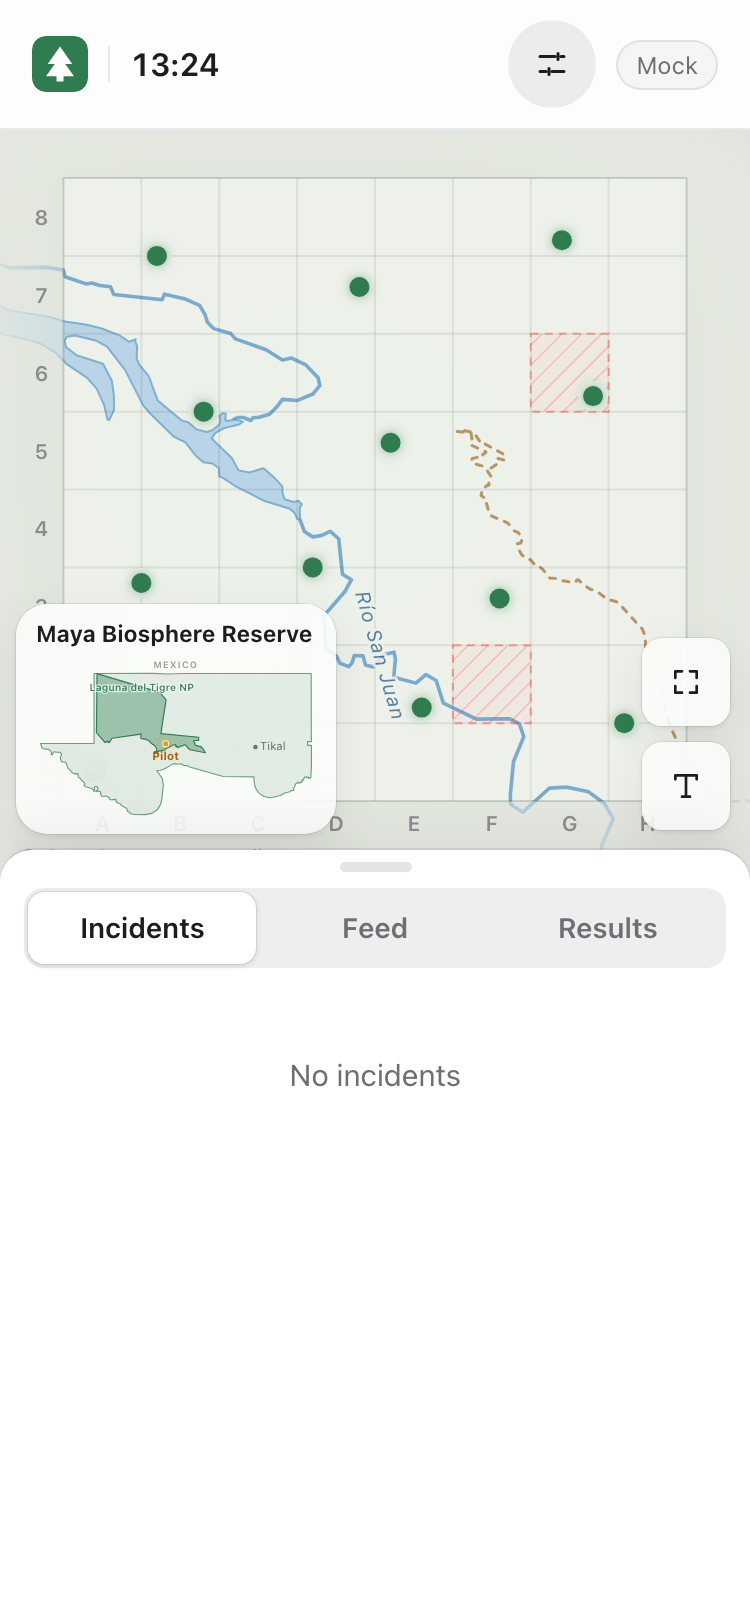 13:24
Mock
8
7
6
5
4
Río San Juan
Maya Biosphere Reserve
MEXICO
Laguna del Tigre NP
Tikal
Pilot
A B C D E F G H
Incidents Feed Results
No incidents